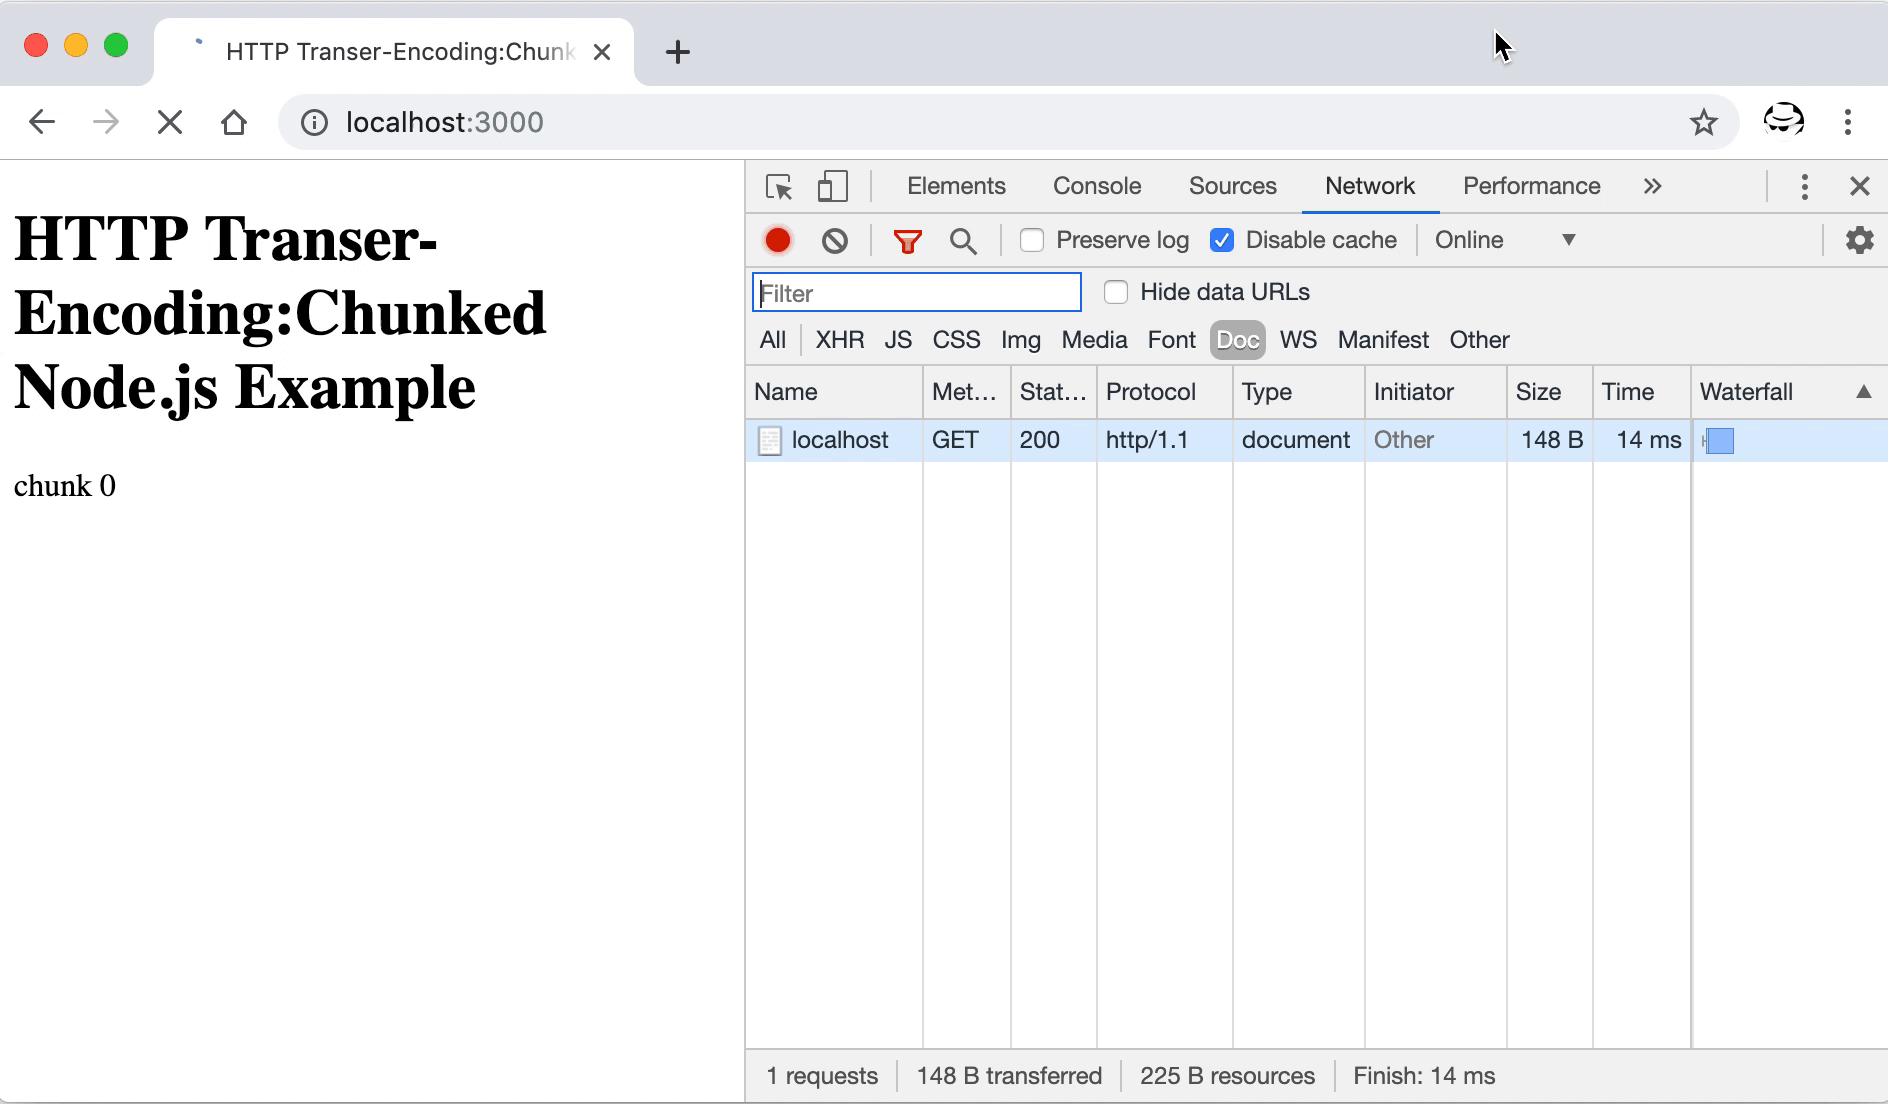 HTTP Transer-Encoding:Chunk
localhost:3000
HTTP Transer-
Encoding:Chunked
Node.js Example
chunk 0
Elements Console Sources Network Performance
Preserve log Disable cache Online
Filter Hide data URLs
All XHR JS CSS Img Media Font Doc WS Manifest Other
Name Met… Stat… Protocol Type Initiator Size Time Waterfall
localhost GET 200 http/1.1 document Other 148 B 14 ms
1 requests 148 B transferred 225 B resources Finish: 14 ms